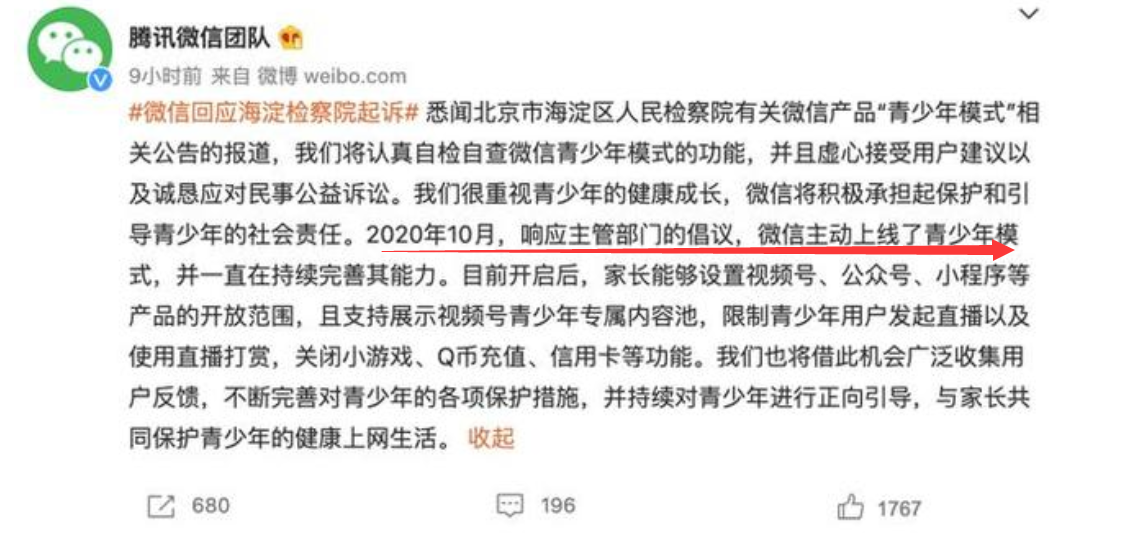 腾讯微信团队
9小时前 来自 微博 weibo.com
#微信回应海淀检察院起诉# 悉闻北京市海淀区人民检察院有关微信产品“青少年模式”相
关公告的报道，我们将认真自检自查微信青少年模式的功能，并且虚心接受用户建议以
及诚恳应对民事公益诉讼。我们很重视青少年的健康成长，微信将积极承担起保护和引
导青少年的社会责任。2020年10月，响应主管部门的倡议，微信主动上线了青少年模
式，并一直在持续完善其能力。目前开启后，家长能够设置视频号、公众号、小程序等
产品的开放范围，且支持展示视频号青少年专属内容池，限制青少年用户发起直播以及
使用直播打赏，关闭小游戏、Q币充值、信用卡等功能。我们也将借此机会广泛收集用
户反馈，不断完善对青少年的各项保护措施，并持续对青少年进行正向引导，与家长共
同保护青少年的健康上网生活。 收起
680 196 1767